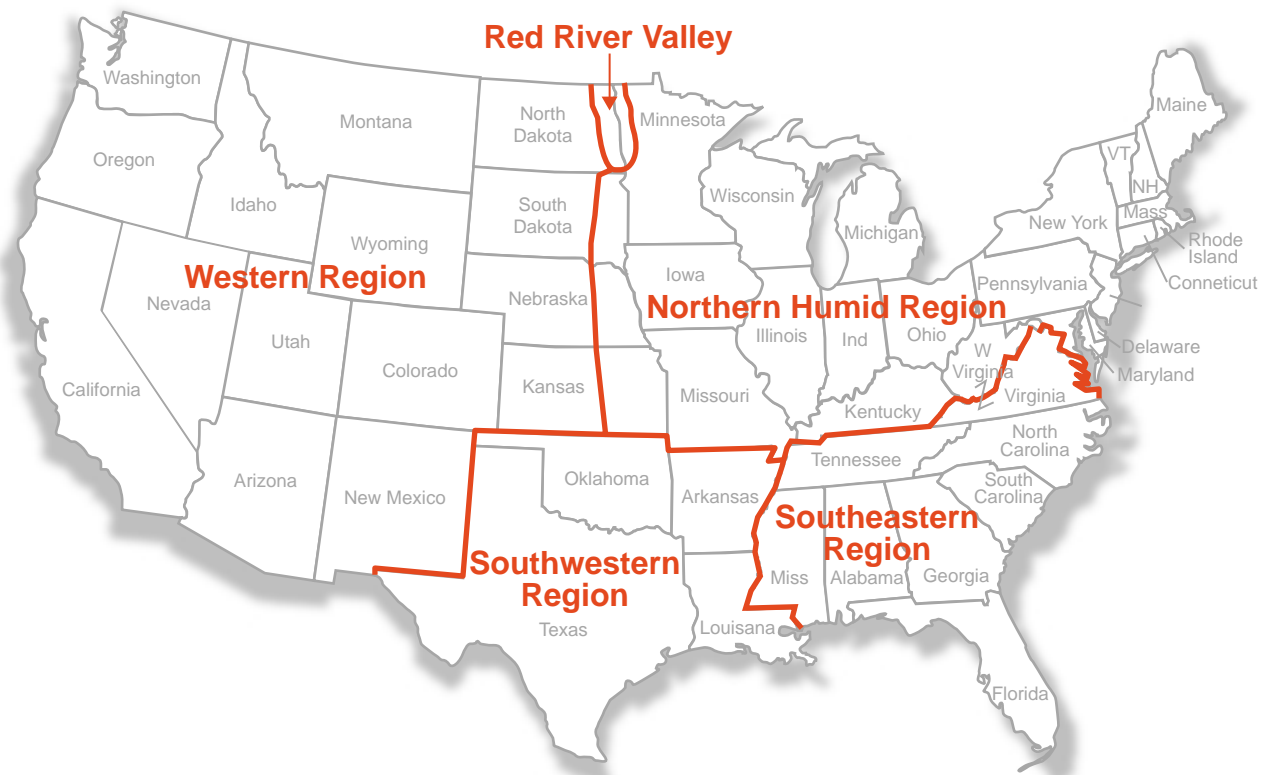 Red River Valley
Washington
Montana
North
Dakota
Minnesota
Maine
Oregon
VT
Idaho
Wisconsin
NH
South
Dakota
Mass
New York
Wyoming
Michigan
Rhode
Island
Western Region
Iowa
Pennsylvania
Conneticut
Nevada
Nebraska
Northern Humid Region
Utah
Illinois
Ind
Ohio
W
Virginia
Delaware
Colorado
Maryland
California
Kansas
Missouri
Virginia
Kentucky
North
Carolina
Tennessee
Arizona
New Mexico
Oklahoma
Arkansas
South
Carolina
Southeastern
Region
Southwestern
Region
Miss
Alabama
Georgia
Texas
Louisana
Florida